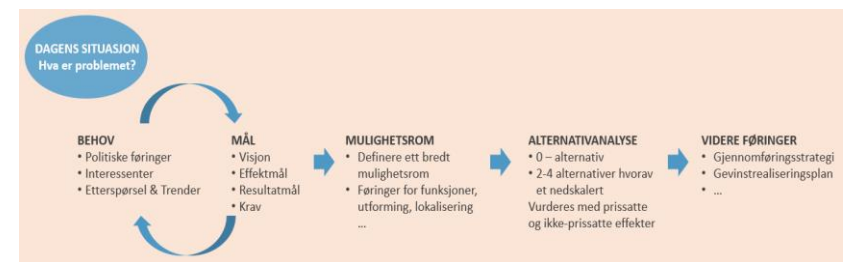 DAGENS SITUASJON
Hva er problemet?
BEHOV
• Politiske føringer
• Interessenter
• Etterspørsel & Trender
MÅL
• Visjon
• Effektmål
• Resultatmål
• Krav
MULIGHETSROM
• Definere ett bredt
mulighetsrom
• Føringer for funksjoner,
utforming, lokalisering
...
ALTERNATIVANALYSE
• 0 – alternativ
• 2-4 alternativer hvorav
et nedskalert
Vurderes med prissatte
og ikke-prissatte effekter
VIDERE FØRINGER
• Gjennomføringsstrategi
• Gevinstrealiseringsplan
• ...